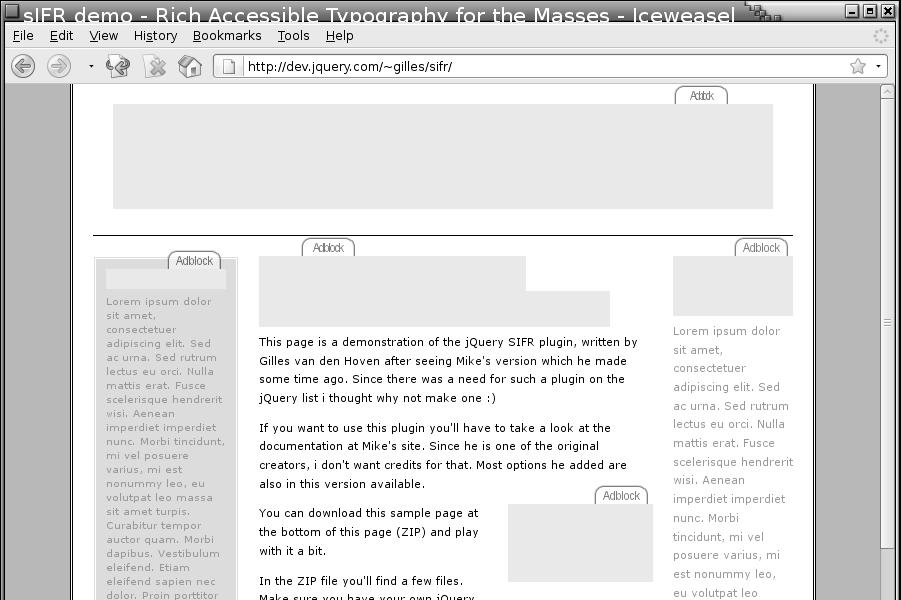 sIFR demo - Rich Accessible Typography for the Masses - Iceweasel
File Edit View History Bookmarks Tools Help
http://dev.jquery.com/~gilles/sifr/
Adblock
Adblock
Lorem ipsum dolor
sit amet,
consectetuer
adipiscing elit. Sed
ac urna. Sed rutrum
lectus eu orci. Nulla
mattis erat. Fusce
scelerisque hendrerit
wisi. Aenean
imperdiet imperdiet
nunc. Morbi tincidunt,
mi vel posuere
varius, mi est
nonummy leo, eu
volutpat leo massa
sit amet turpis.
Curabitur tempor
auctor quam. Morbi
dapibus. Vestibulum
eleifend. Etiam
eleifend sapien nec
dolor. Proin porttitor
Adblock
This page is a demonstration of the jQuery SIFR plugin, written by
Gilles van den Hoven after seeing Mike's version which he made
some time ago. Since there was a need for such a plugin on the
jQuery list i thought why not make one :)
If you want to use this plugin you'll have to take a look at the
documentation at Mike's site. Since he is one of the original
creators, i don't want credits for that. Most options he added are
also in this version available.
Adblock
You can download this sample page at
the bottom of this page (ZIP) and play
with it a bit.
In the ZIP file you'll find a few files.
Make sure you have your own jQuery
Adblock
Lorem ipsum dolor
sit amet,
consectetuer
adipiscing elit. Sed
ac urna. Sed rutrum
lectus eu orci. Nulla
mattis erat. Fusce
scelerisque hendrerit
wisi. Aenean
imperdiet imperdiet
nunc. Morbi
tincidunt, mi vel
posuere varius, mi
est nonummy leo,
eu volutpat leo